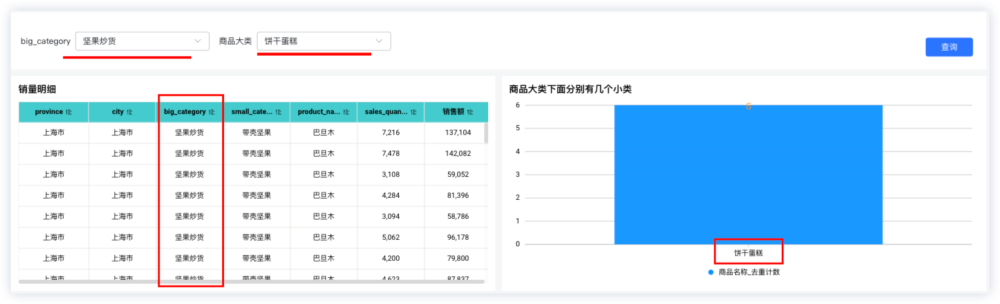 big_category 坚果炒货 商品大类 饼干蛋糕
查询
销量明细
province city big_category small_cate... product_na... sales_quan... 销售额
上海市 上海市 坚果炒货 带壳坚果 巴旦木 7,216 137,104
上海市 上海市 坚果炒货 带壳坚果 巴旦木 7,478 142,082
上海市 上海市 坚果炒货 带壳坚果 巴旦木 3,108 59,052
上海市 上海市 坚果炒货 带壳坚果 巴旦木 4,284 81,396
上海市 上海市 坚果炒货 带壳坚果 巴旦木 3,094 58,786
上海市 上海市 坚果炒货 带壳坚果 巴旦木 5,062 96,178
上海市 上海市 坚果炒货 带壳坚果 巴旦木 4,200 79,800
上海市 上海市 坚果炒货 带壳坚果 巴旦木 4,623 87,837
商品大类下面分别有几个小类
6
6
5
4
3
2
1
0
饼干蛋糕
商品名称_去重计数